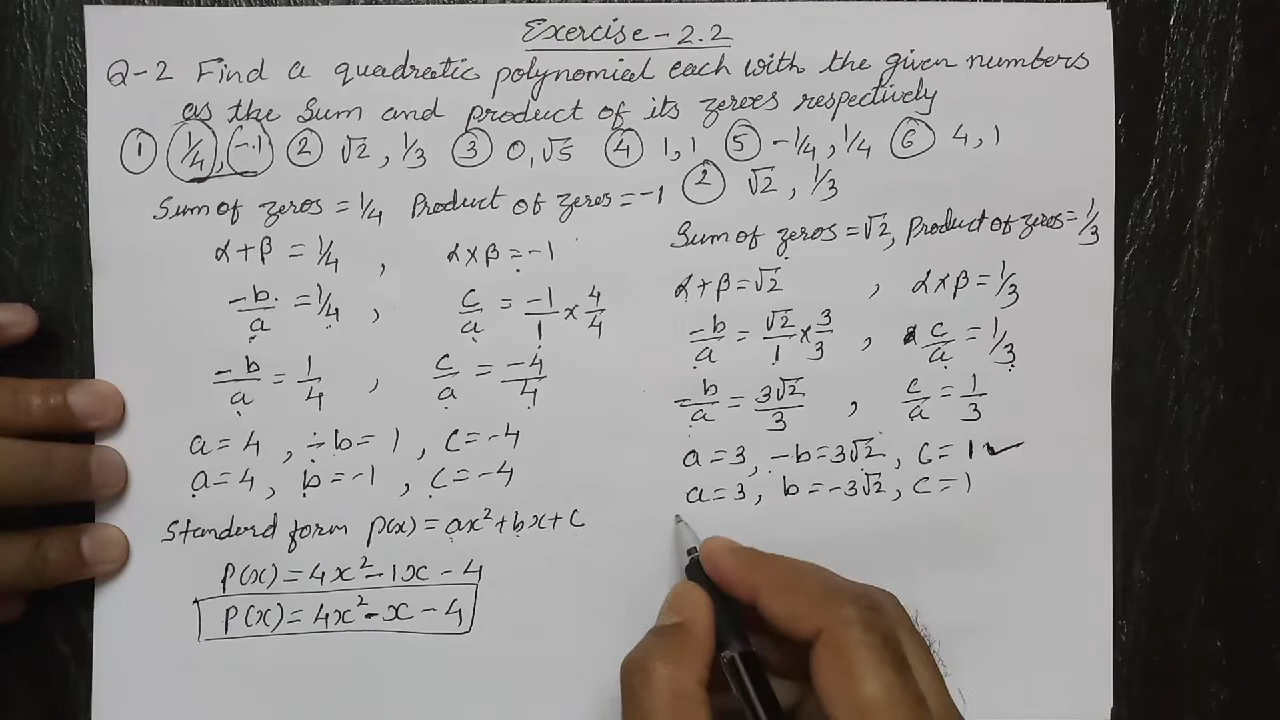 Exercise - 2.2
Q-2 Find a quadratic polynomial each with the given numbers
as the Sum and product of its zeroes respectively
① 1/4, -1 ② √2, 1/3 ③ 0, √5 ④ 1, 1 ⑤ -1/4, 1/4 ⑥ 4, 1
Sum of zeros = 1/4 Product of zeros = -1
α + β = 1/4 , α × β = -1
-b/a = 1/4 , c/a = -1/1 × 4/4
-b/a = 1/4 , c/a = -4/4
a = 4 , -b = 1 , c = -4
a = 4 , b = -1 , c = -4
Standard form p(x) = ax² + bx + c
P(x) = 4x² - 1x - 4
P(x) = 4x² - x - 4
② √2 , 1/3
Sum of zeros = √2, Product of zeros = 1/3
α + β = √2 , α × β = 1/3
-b/a = √2/1 × 3/3 , c/a = 1/3
-b/a = 3√2/3 , c/a = 1/3
a = 3, -b = 3√2 , c = 1 ✓
a = 3, b = -3√2, c = 1